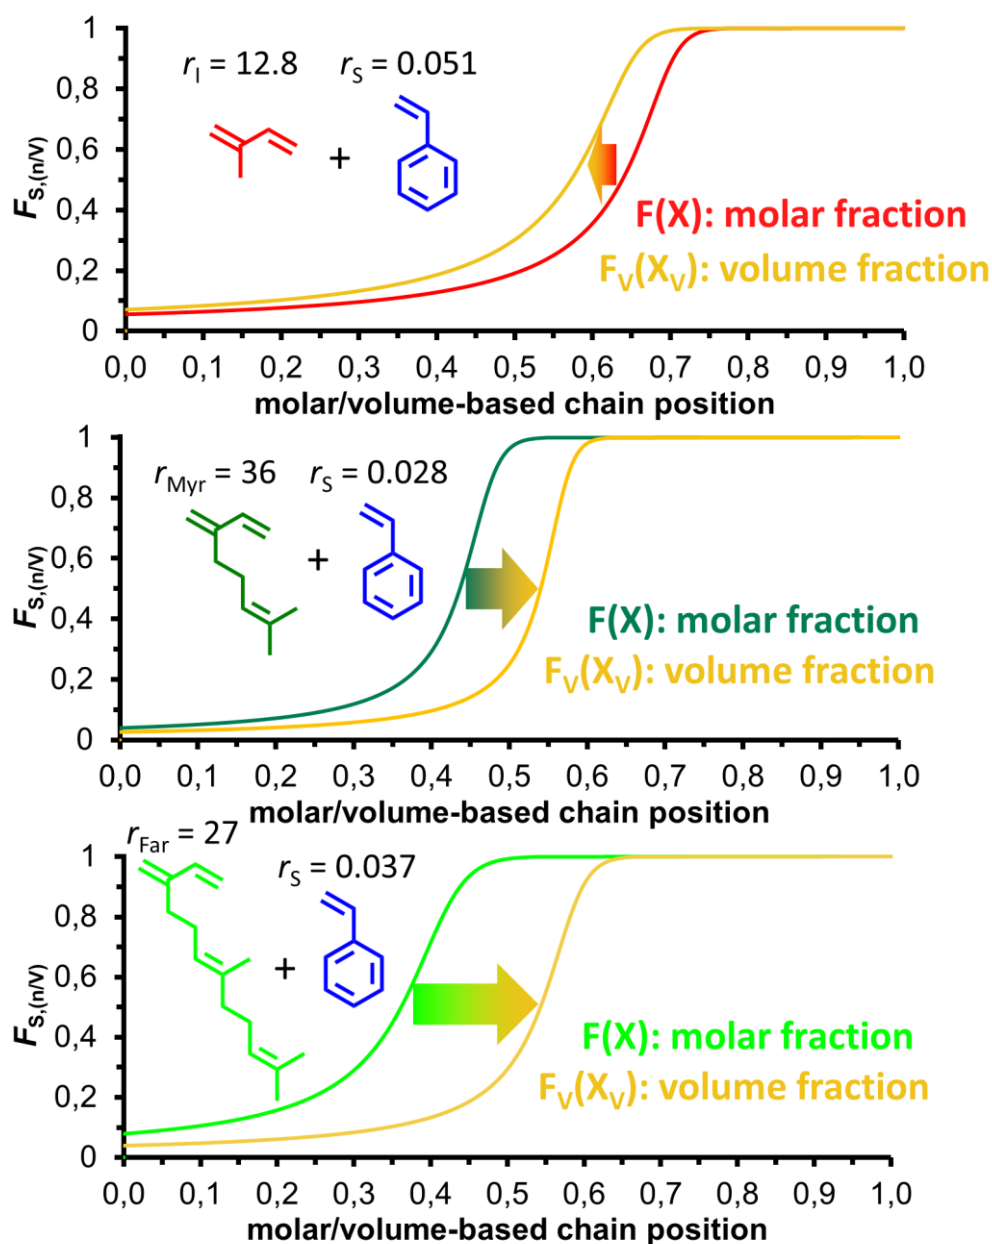 1
0,8
0,6
0,4
0,2
0
F_S,(n/V)
r_I = 12.8 r_S = 0.051
+
F(X): molar fraction
F_V(X_V): volume fraction
0,0 0,1 0,2 0,3 0,4 0,5 0,6 0,7 0,8 0,9 1,0
molar/volume-based chain position
1
0,8
0,6
0,4
0,2
0
F_S,(n/V)
r_Myr = 36 r_S = 0.028
+
F(X): molar fraction
F_V(X_V): volume fraction
0,0 0,1 0,2 0,3 0,4 0,5 0,6 0,7 0,8 0,9 1,0
molar/volume-based chain position
r_Far = 27
1
0,8
0,6
0,4
0,2
0
F_S,(n/V)
r_S = 0.037
+
F(X): molar fraction
F_V(X_V): volume fraction
0,0 0,1 0,2 0,3 0,4 0,5 0,6 0,7 0,8 0,9 1,0
molar/volume-based chain position